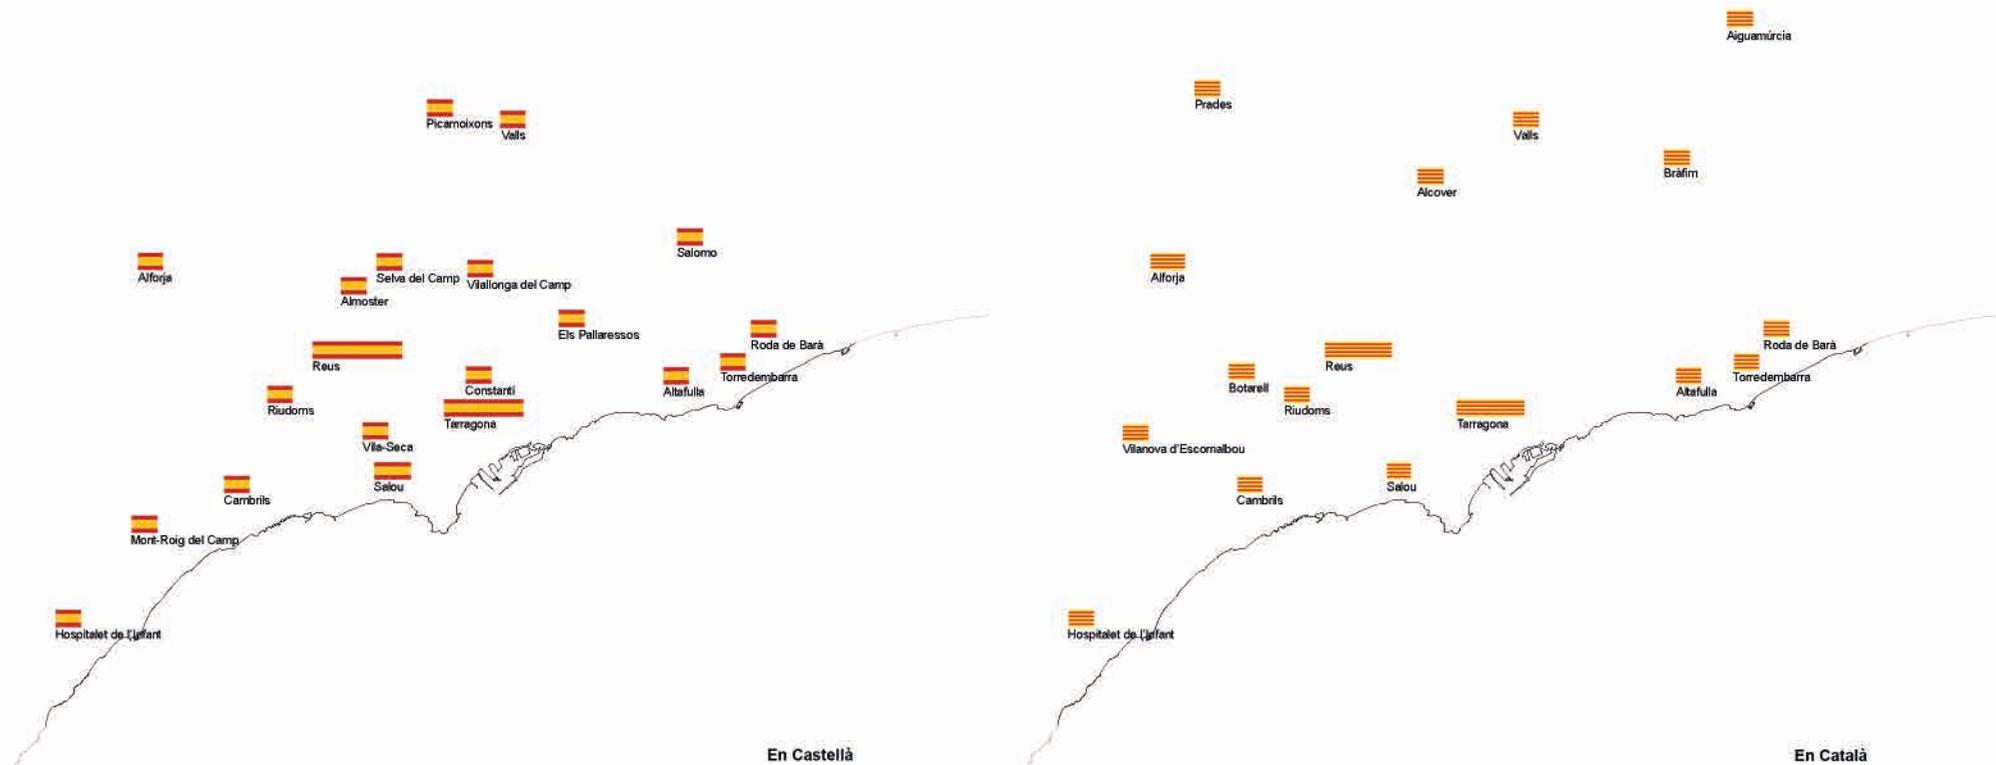 Picamoixons
Valls
Salomo
Alforja
Selva del Camp
Vilallonga del Camp
Almoster
Els Pallaressos
Roda de Barà
Reus
Torredembarra
Constantí
Altafulla
Riudoms
Tarragona
Vila-Seca
Salou
Cambrils
Mont-Roig del Camp
Hospitalet de l'Infant
En Castellà
Aiguamúrcia
Prades
Valls
Bràfim
Alcover
Alforja
Roda de Barà
Reus
Torredembarra
Botarell
Altafulla
Riudoms
Tarragona
Vilanova d'Escornalbou
Salou
Cambrils
Hospitalet de l'Infant
En Català